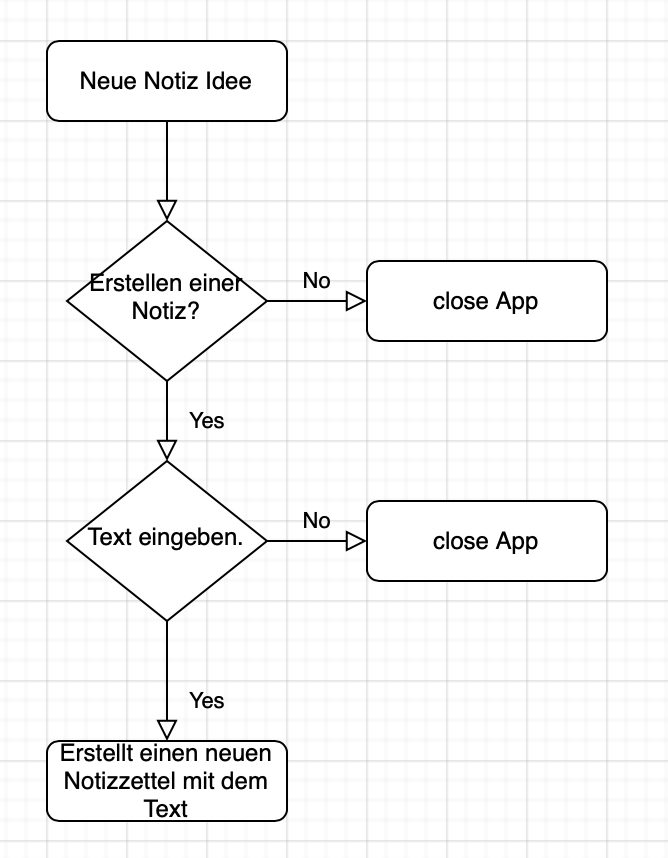 Neue Notiz Idee
Erstellen einer
Notiz?
No
close App
Yes
Text eingeben.
No
close App
Yes
Erstellt einen neuen
Notizzettel mit dem
Text